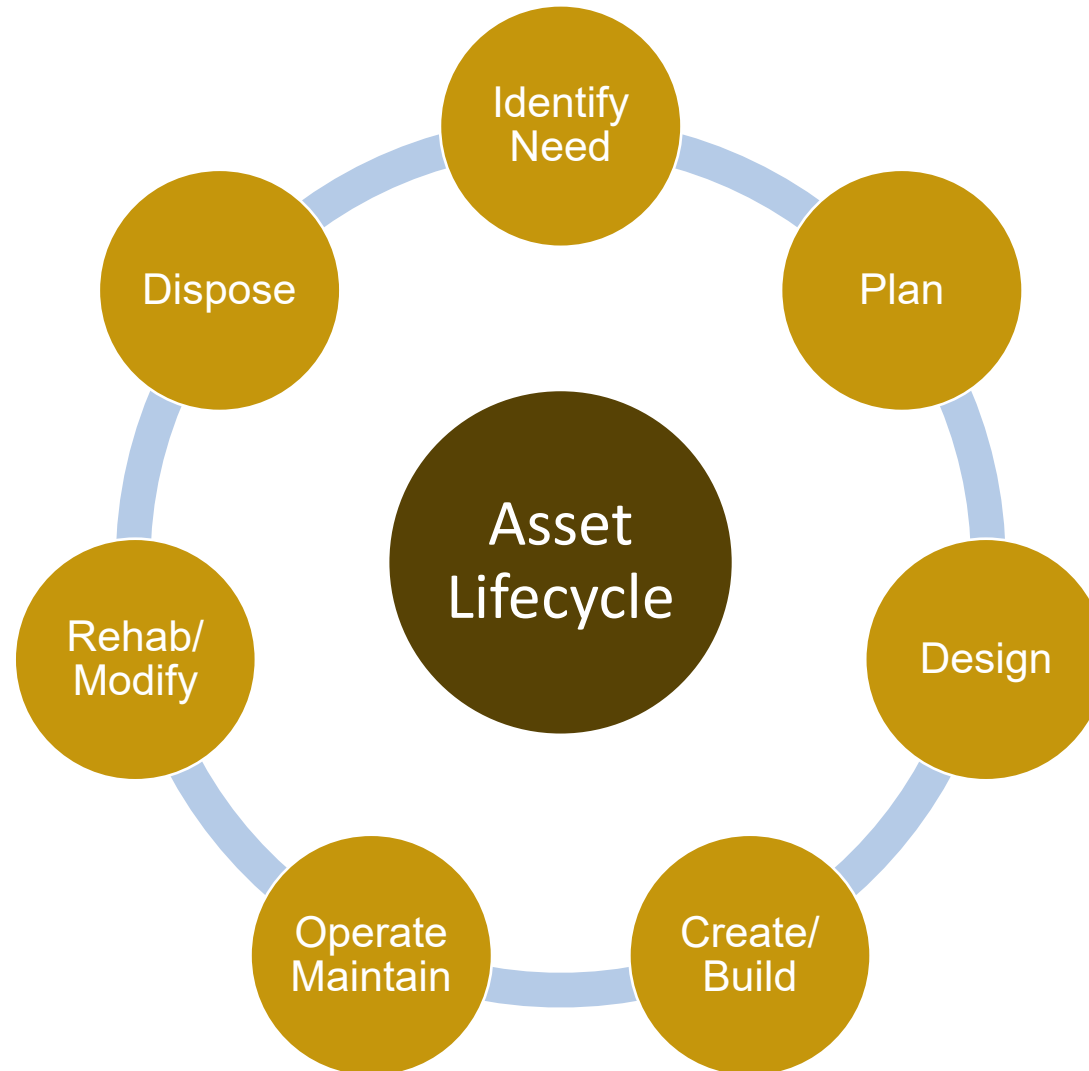 Identify
Need
Plan
Design
Create/
Build
Operate
Maintain
Rehab/
Modify
Dispose
Asset
Lifecycle